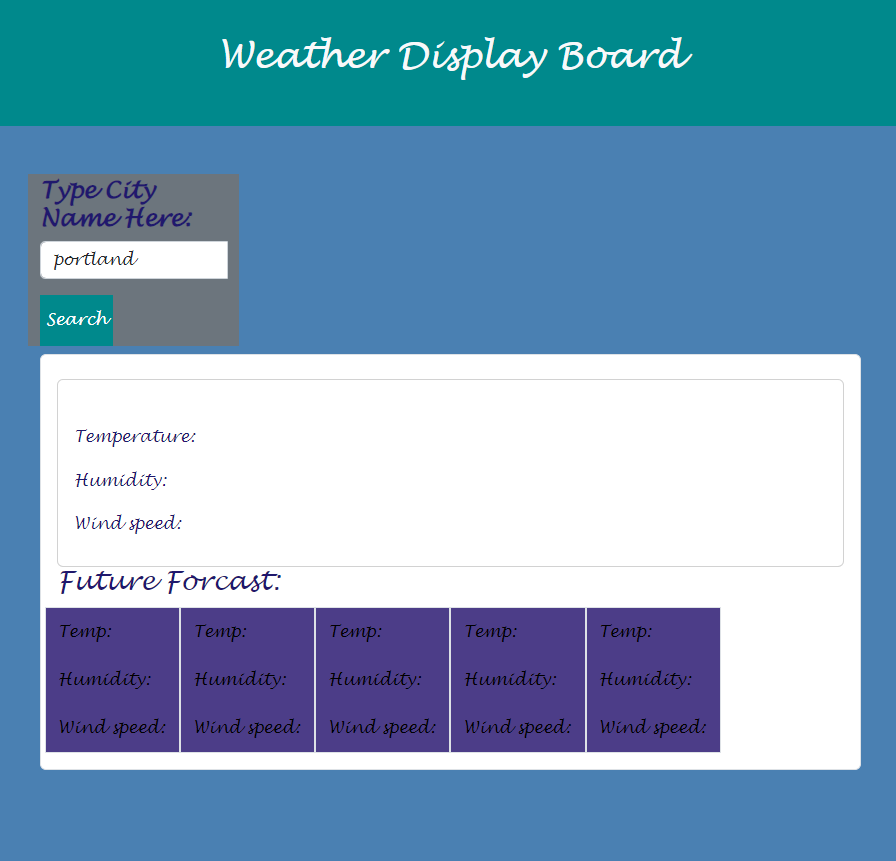 Weather Display Board
Type City
Name Here:
portland
Search
Temperature:
Humidity:
Wind speed:
Future Forcast:
Temp: Temp: Temp: Temp: Temp:
Humidity: Humidity: Humidity: Humidity: Humidity:
Wind speed: Wind speed: Wind speed: Wind speed: Wind speed: